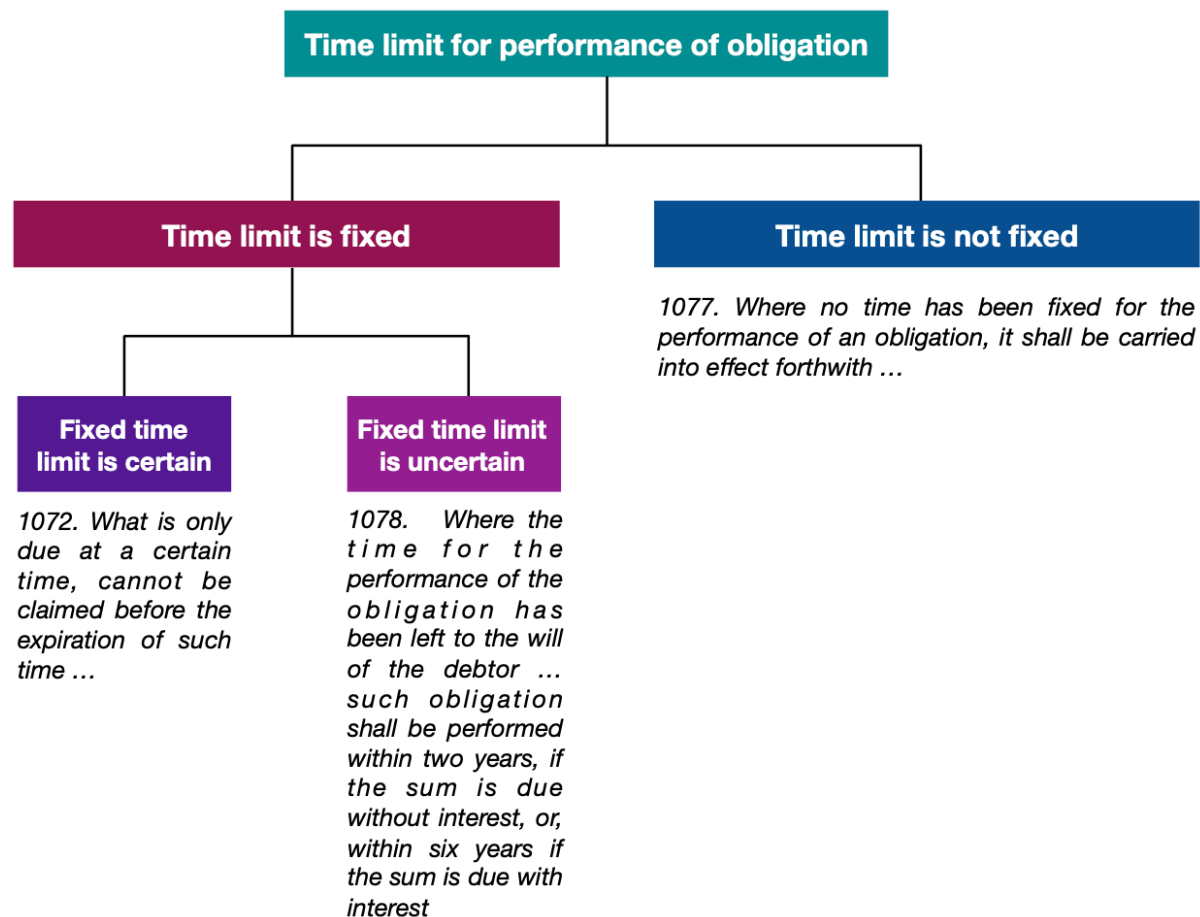 Time limit for performance of obligation
Time limit is fixed
Time limit is not fixed
1077. Where no time has been fixed for the
performance of an obligation, it shall be carried
into effect forthwith …
Fixed time
limit is certain
Fixed time limit
is uncertain
1072. What is only
due at a certain
time, cannot be
claimed before the
expiration of such
time …
1078. Where the
time for the
performance of the
obligation has
been left to the will
of the debtor …
such obligation
shall be performed
within two years, if
the sum is due
without interest, or,
within six years if
the sum is due with
interest